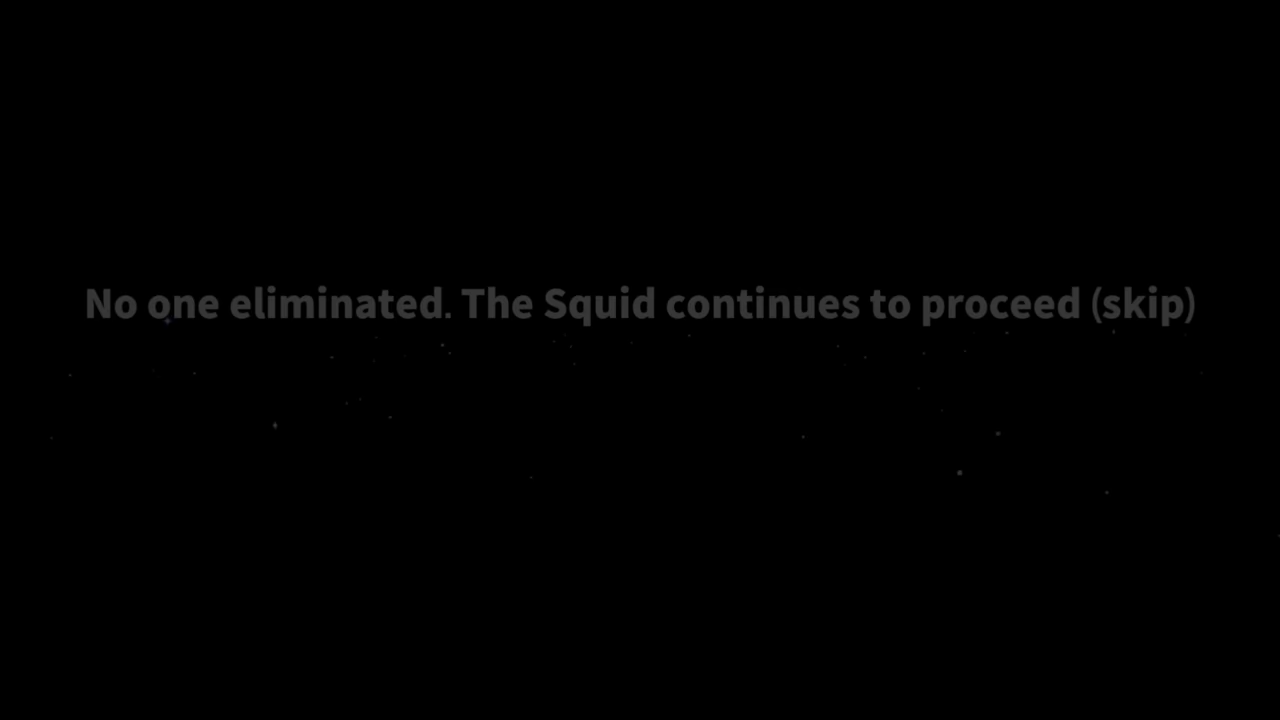 No one eliminated. The Squid continues to proceed (skip)